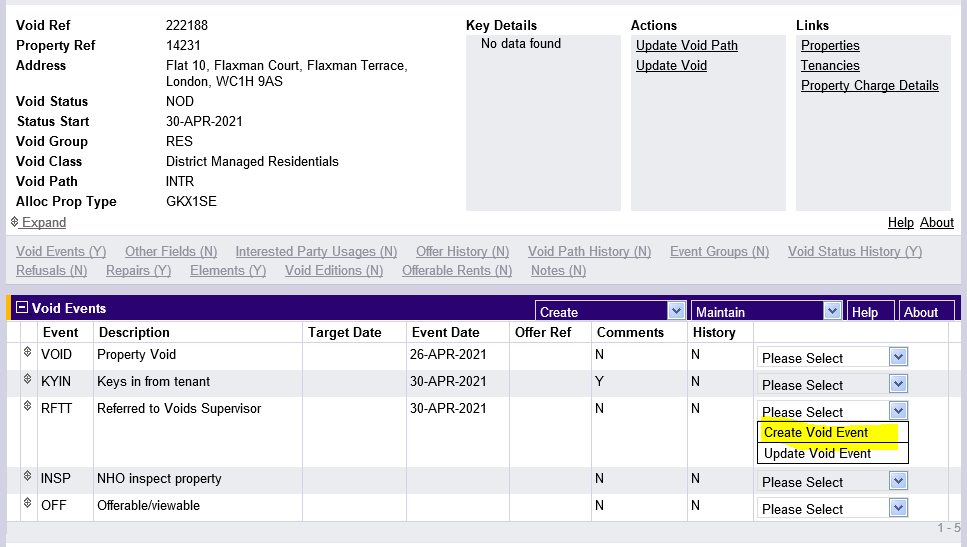 Void Ref 222188
Property Ref 14231
Address Flat 10, Flaxman Court, Flaxman Terrace,
London, WC1H 9AS
Void Status NOD
Status Start 30-APR-2021
Void Group RES
Void Class District Managed Residentials
Void Path INTR
Alloc Prop Type GKX1SE
Key Details
No data found
Actions
Update Void Path
Update Void
Links
Properties
Tenancies
Property Charge Details
Expand
Help About
Void Events (Y) Other Fields (N) Interested Party Usages (N) Offer History (N) Void Path History (N) Event Groups (N) Void Status History (Y)
Refusals (N) Repairs (Y) Elements (Y) Void Editions (N) Offerable Rents (N) Notes (N)
Void Events Create Maintain Help About
Event Description Target Date Event Date Offer Ref Comments History
VOID Property Void 26-APR-2021 N N Please Select
KYIN Keys in from tenant 30-APR-2021 Y N Please Select
RFTT Referred to Voids Supervisor 30-APR-2021 N N Please Select
Create Void Event
Update Void Event
INSP NHO inspect property N N Please Select
OFF Offerable/viewable N N Please Select
1 - 5